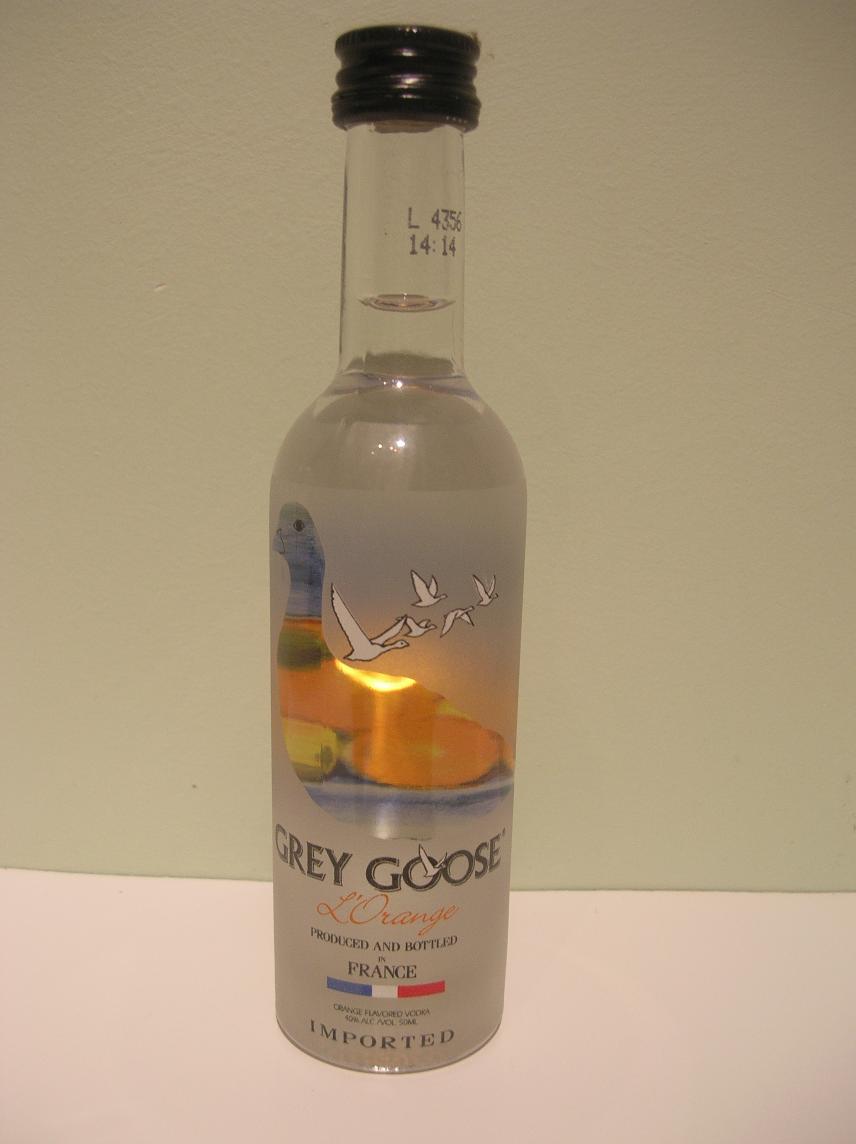 L 4356
14:14
GREY GOOSE
L'Orange
PRODUCED AND BOTTLED
IN
FRANCE
ORANGE FLAVORED VODKA
40% ALC./VOL. 50ML
IMPORTED